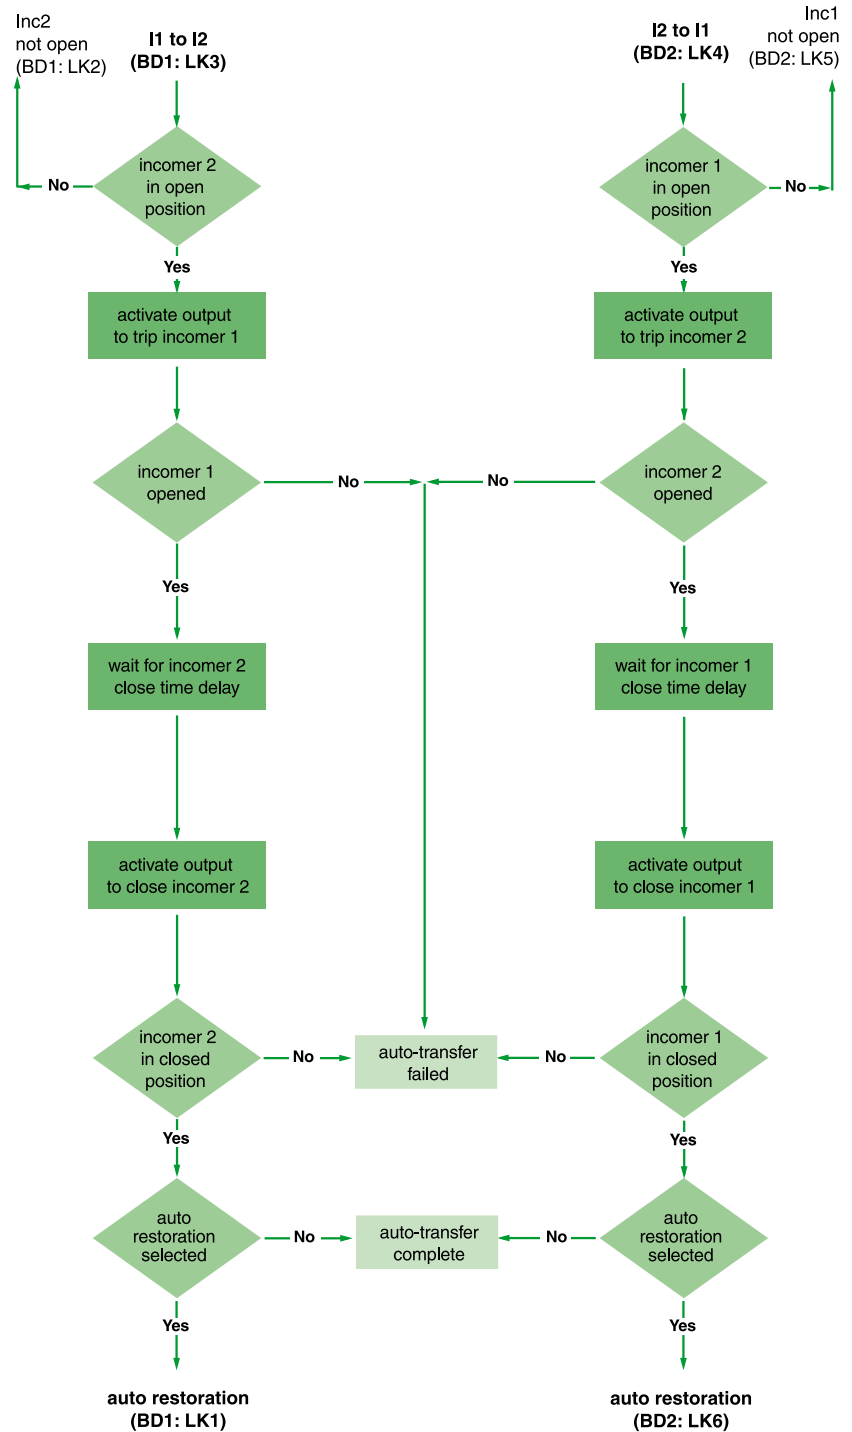 Inc2
not open
(BD1: LK2)
I1 to I2
(BD1: LK3)
I2 to I1
(BD2: LK4)
Inc1
not open
(BD2: LK5)
incomer 2
in open
position
No
incomer 1
in open
position
No
Yes
Yes
activate output
to trip incomer 1
activate output
to trip incomer 2
incomer 1
opened
No
No
incomer 2
opened
Yes
Yes
wait for incomer 2
close time delay
wait for incomer 1
close time delay
activate output
to close incomer 2
activate output
to close incomer 1
incomer 2
in closed
position
No
auto-transfer
failed
No
incomer 1
in closed
position
Yes
Yes
auto
restoration
selected
No
auto-transfer
complete
No
auto
restoration
selected
Yes
Yes
auto restoration
(BD1: LK1)
auto restoration
(BD2: LK6)